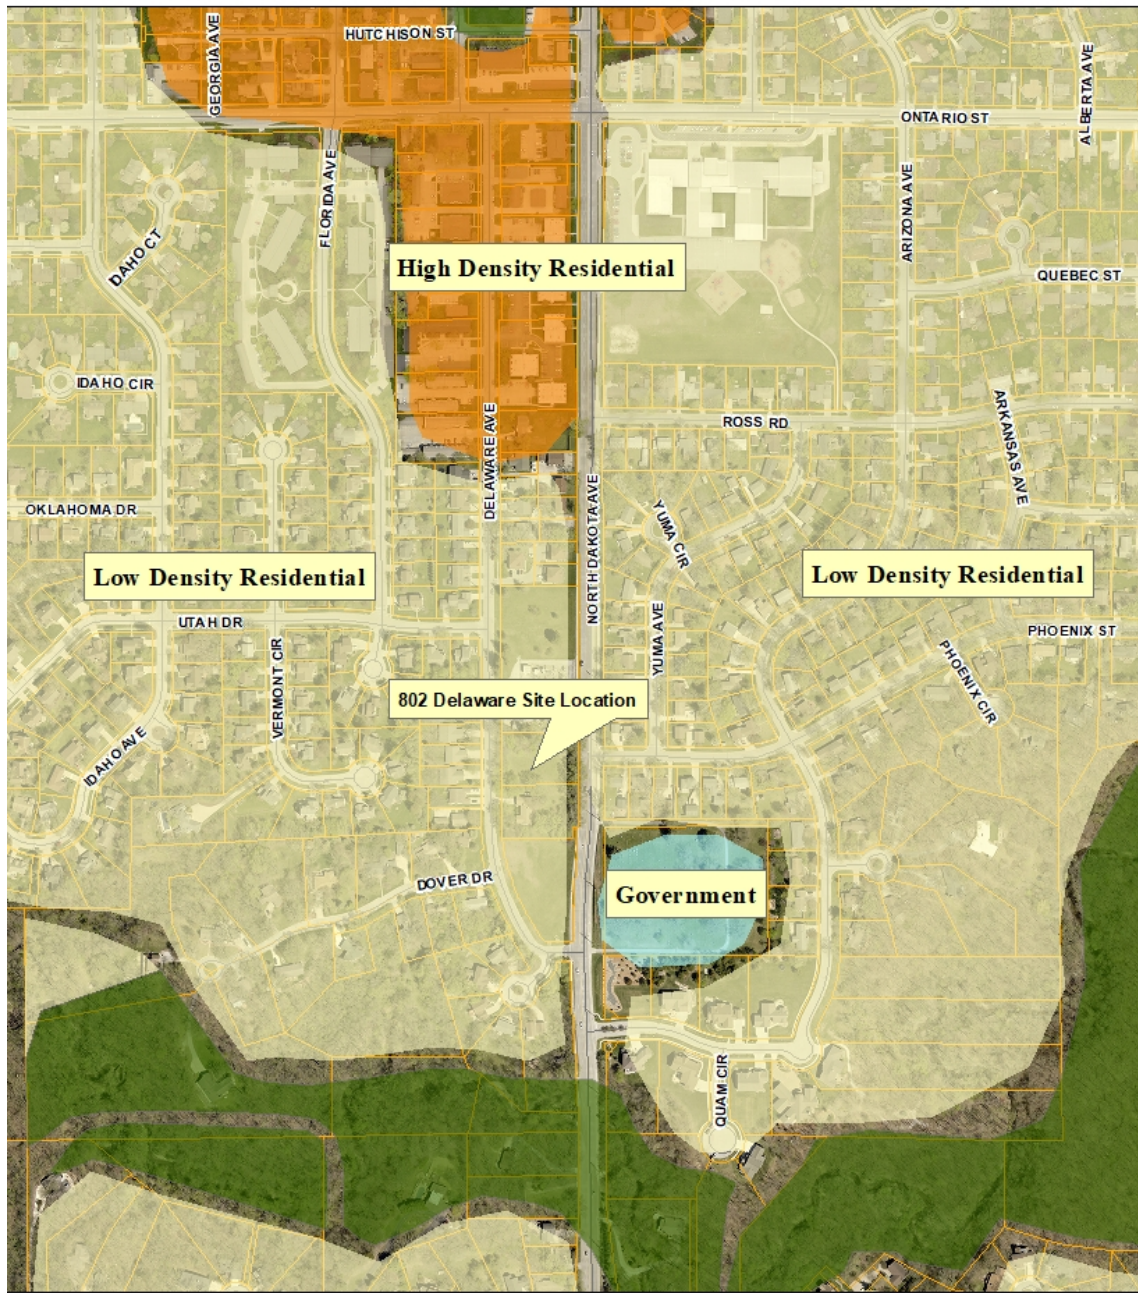 HUTCHISON ST
GEORGIA AVE
ALBERTA AVE
ONTARIO ST
FLORIDA AVE
ARIZONA AVE
IDAHO CT
High Density Residential
QUEBEC ST
IDAHO CIR
ROSS RD
ARKANSAS AVE
DELAWARE AVE
NORTH DAKOTA AVE
OKLAHOMA DR
YUMA CIR
Low Density Residential
Low Density Residential
UTAH DR
YUMA AVE
PHOENIX ST
VERMONT CIR
PHOENIX CIR
802 Delaware Site Location
IDAHO AVE
DOVER DR
Government
QUAM CIR